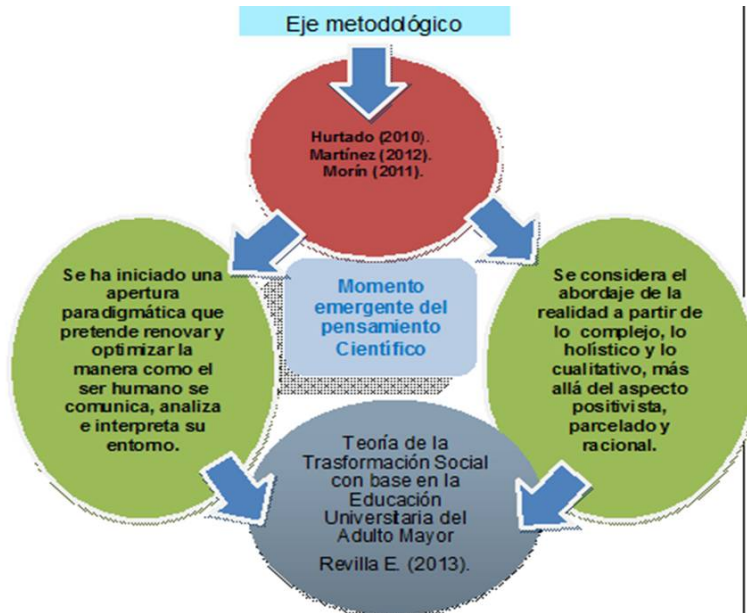 Eje metodológico
Hurtado (2010).
Martínez (2012).
Morín (2011).
Se ha iniciado una
apertura
paradigmática que
pretende renovar y
optimizar la
manera como el
ser humano se
comunica, analiza
e interpreta su
entorno.
Momento
emergente del
pensamiento
Científico
Se considera el
abordaje de la
realidad a partir de
lo complejo, lo
holístico y lo
cualitativo, más
allá del aspecto
positivista,
parcelado y
racional.
Teoría de la
Trasformación Social
con base en la
Educación
Universitaria del
Adulto Mayor
Revilla E. (2013).